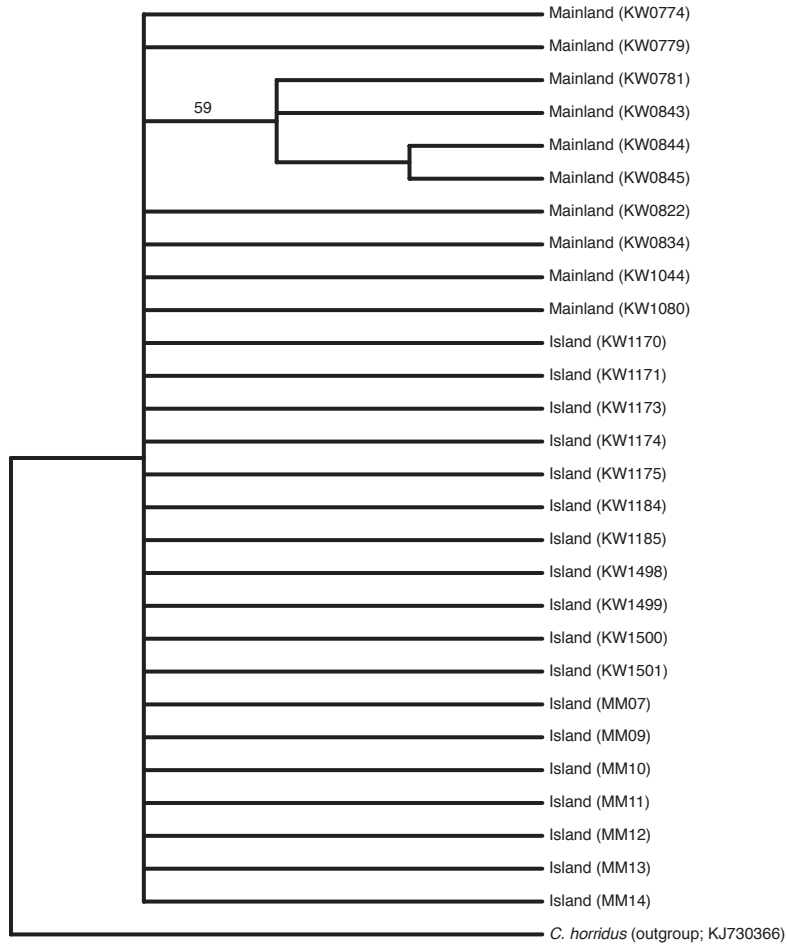 Mainland (KW0774)
Mainland (KW0779)
Mainland (KW0781)
59
Mainland (KW0843)
Mainland (KW0844)
Mainland (KW0845)
Mainland (KW0822)
Mainland (KW0834)
Mainland (KW1044)
Mainland (KW1080)
Island (KW1170)
Island (KW1171)
Island (KW1173)
Island (KW1174)
Island (KW1175)
Island (KW1184)
Island (KW1185)
Island (KW1498)
Island (KW1499)
Island (KW1500)
Island (KW1501)
Island (MM07)
Island (MM09)
Island (MM10)
Island (MM11)
Island (MM12)
Island (MM13)
Island (MM14)
C. horridus (outgroup; KJ730366)